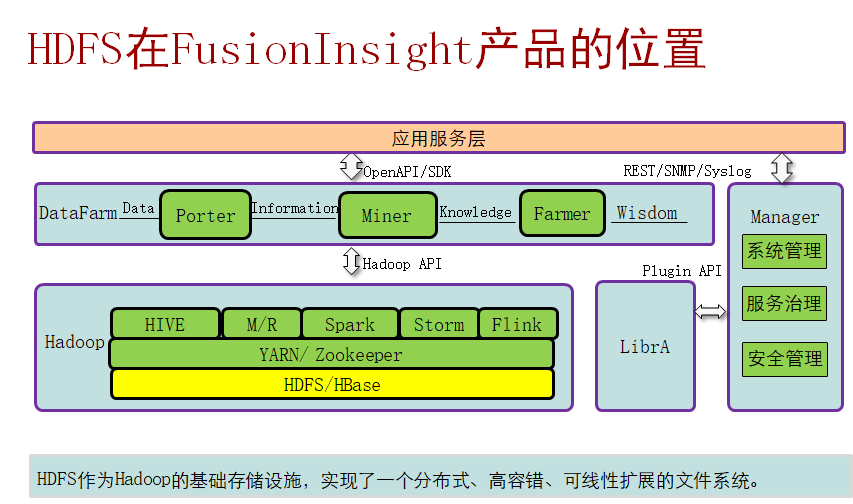 HDFS在FusionInsight产品的位置
应用服务层
OpenAPI/SDK
REST/SNMP/Syslog
DataFarm Data Porter Information Miner Knowledge Farmer Wisdom
Manager
系统管理
服务治理
安全管理
Hadoop API
Plugin API
Hadoop
HIVE M/R Spark Storm Flink
YARN/ Zookeeper
HDFS/HBase
LibrA
HDFS作为Hadoop的基础存储设施，实现了一个分布式、高容错、可线性扩展的文件系统。